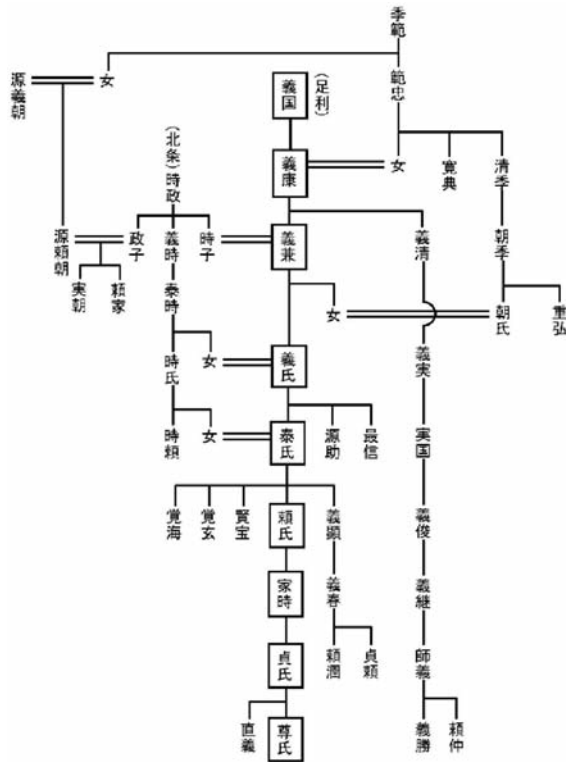 季範
女
源義朝
範忠
義国
(足利)
清季
寛典
女
義康
(北条)時政
朝季
義清
時子
義時
政子
源頼朝
義兼
頼家
実朝
泰時
重弘
朝氏
女
義実
義氏
女
時氏
実国
最信
源助
泰氏
女
時頼
義俊
義顕
頼氏
賢宝
覚玄
覚海
義継
義春
家時
師義
貞頼
頼潤
貞氏
頼仲
義勝
尊氏
直義